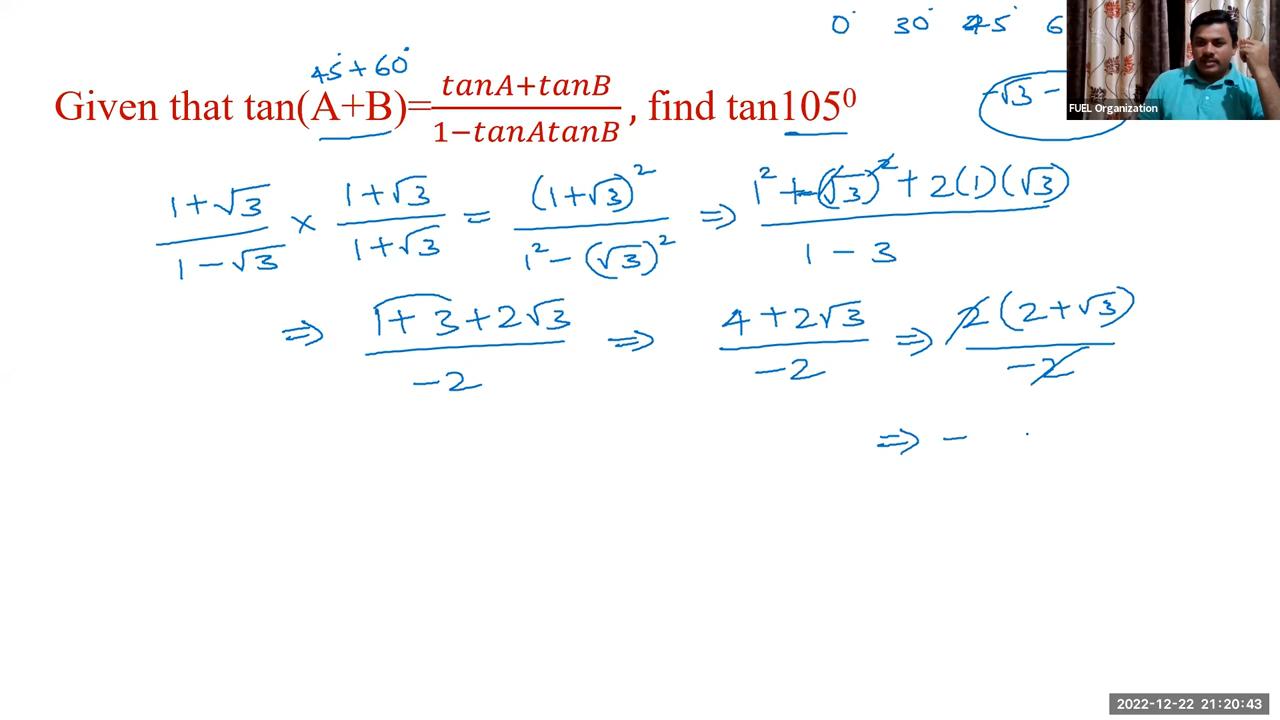 0° 30° 45° 6
45° + 60°
-√3 -
FUEL Organization
Given that tan(A+B)=(tanA+tanB)/(1−tanAtanB), find tan105⁰
(1+√3)/(1-√3) × (1+√3)/(1+√3) = (1+√3)²/(1²-(√3)²) ⇒ (1²+(√3)²+2(1)(√3))/(1-3)
⇒ (1+3+2√3)/(-2) ⇒ (4+2√3)/(-2) ⇒ 2(2+√3)/(-2)
⇒ -
2022-12-22 21:20:43